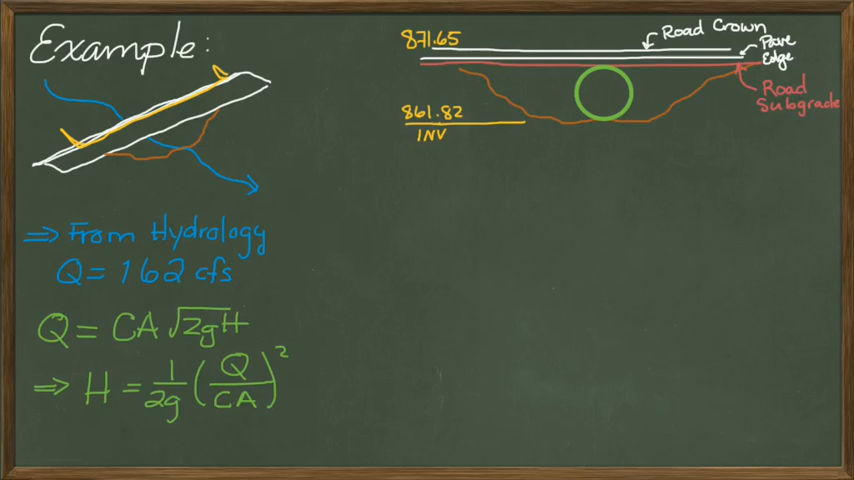 Example:
871.65
Road Crown
Pave
Edge
Road
Subgrade
861.82
INV
⇒ From Hydrology
Q = 162 cfs
Q = CA √2gH
⇒ H = 1/2g (Q/CA)²